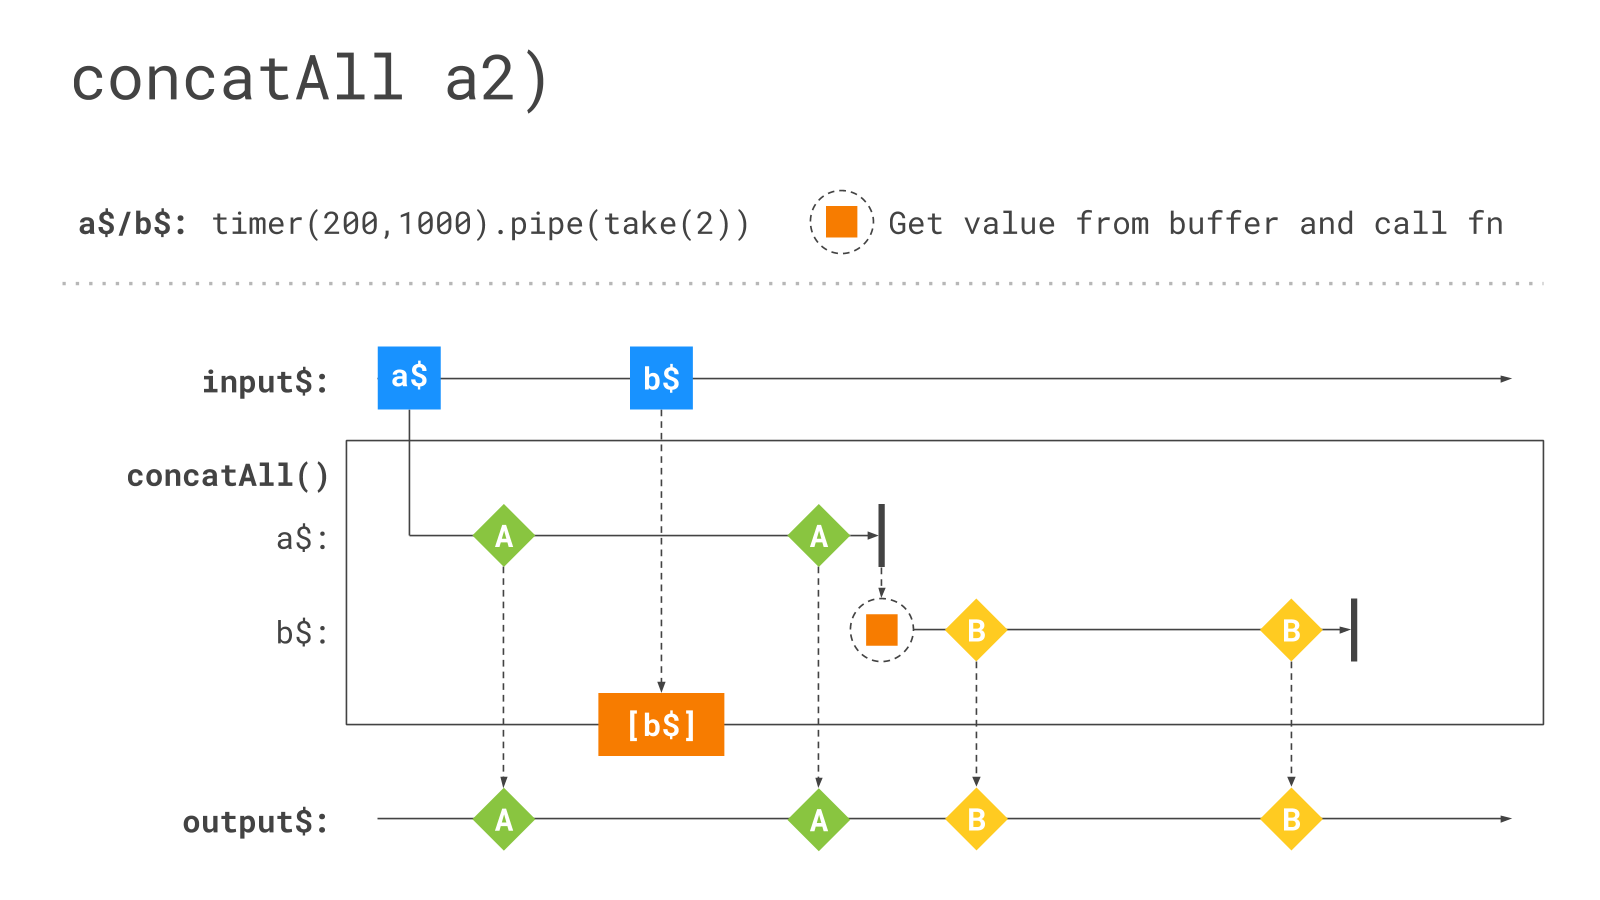 concatAll a2)
a$/b$: timer(200,1000).pipe(take(2))
Get value from buffer and call fn
input$: a$ b$
concatAll()
a$: A A
b$: B B
[b$]
output$: A A B B